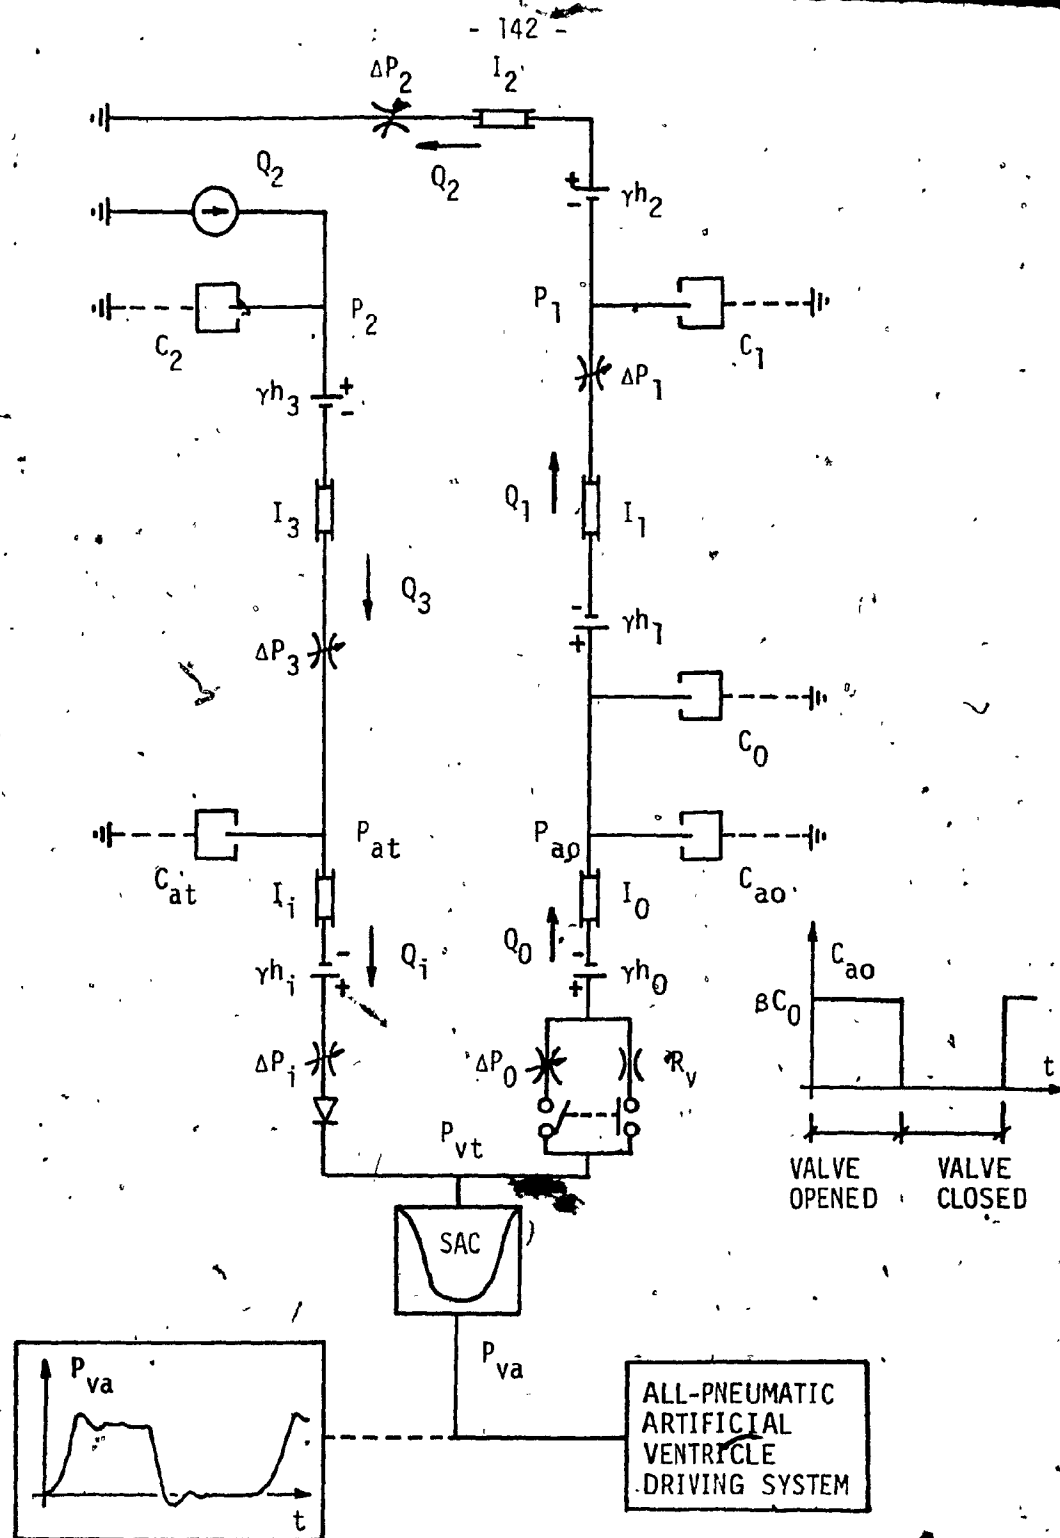 - 142 -
ΔP2
I2
Q2
Q2
+
-
γh2
P1
C1
P2
C2
γh3
+
-
ΔP1
I3
Q1
I1
Q3
-
+
γh1
ΔP3
C0
Pat
Pao
Cat
Cao
Ii
I0
Qi
Q0
-
+
γhi
-
+
γh0
Cao
βC0
t
ΔPi
ΔP0
Rv
Pvt
VALVE
OPENED
VALVE
CLOSED
SAC
Pva
Pva
t
ALL-PNEUMATIC
ARTIFICIAL
VENTRICLE
DRIVING SYSTEM